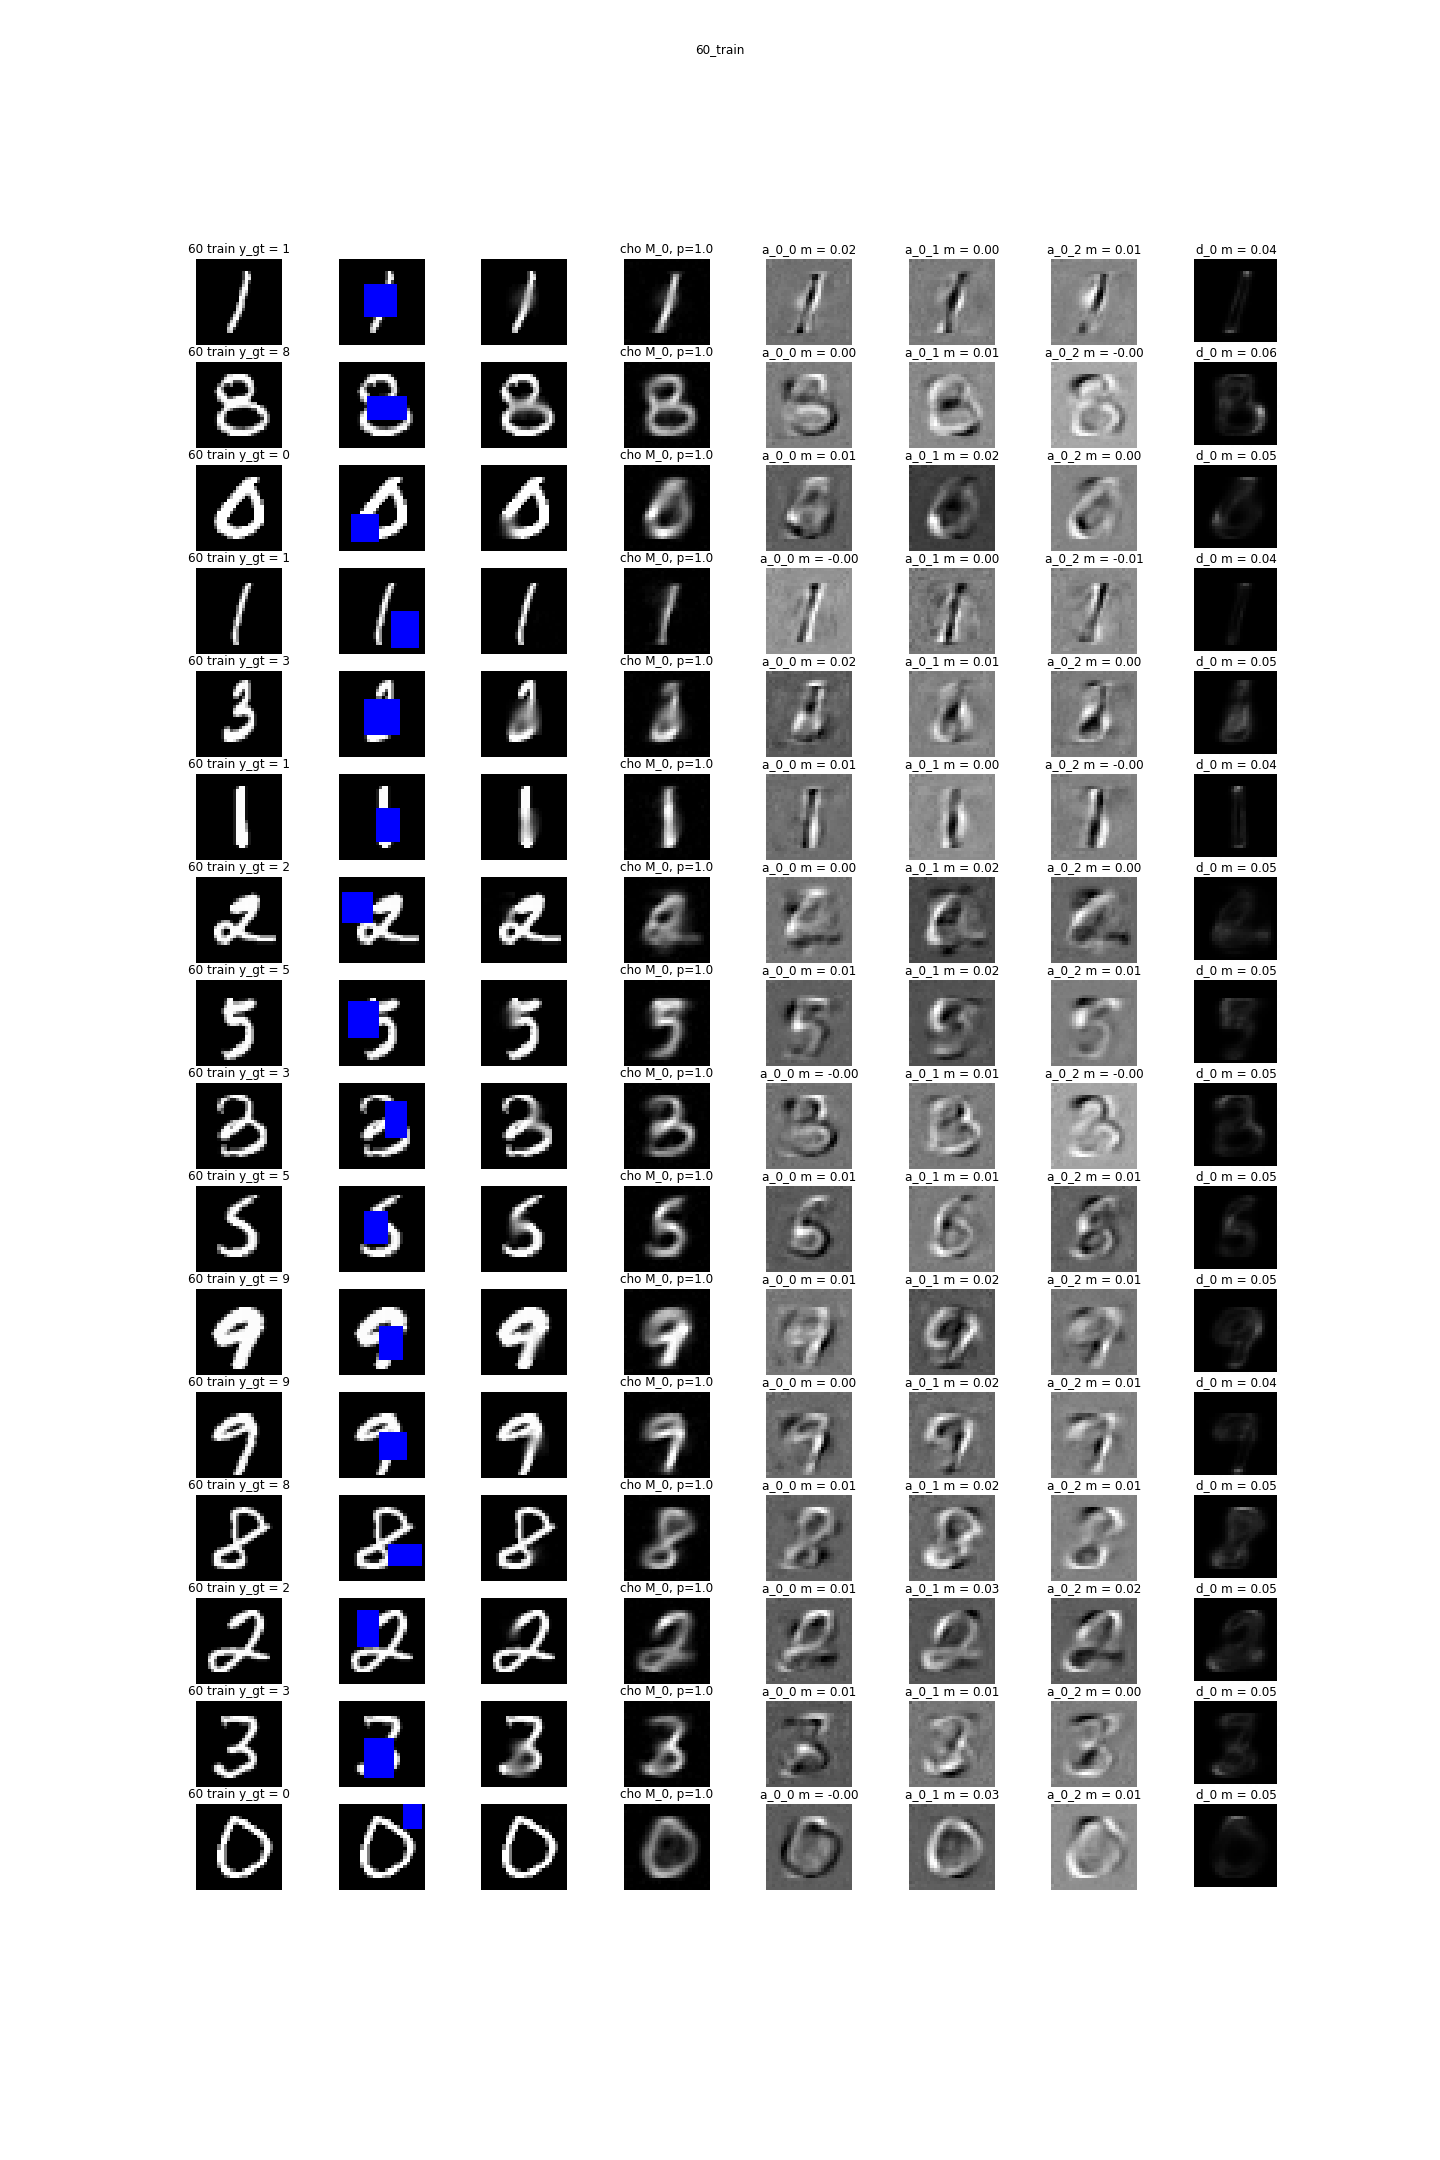 60_train
60 train y_gt = 1 cho M_0, p=1.0 a_0_0 m = 0.02 a_0_1 m = 0.00 a_0_2 m = 0.01 d_0 m = 0.04
60 train y_gt = 8 cho M_0, p=1.0 a_0_0 m = 0.00 a_0_1 m = 0.01 a_0_2 m = -0.00 d_0 m = 0.06
60 train y_gt = 0 cho M_0, p=1.0 a_0_0 m = 0.01 a_0_1 m = 0.02 a_0_2 m = 0.00 d_0 m = 0.05
60 train y_gt = 1 cho M_0, p=1.0 a_0_0 m = -0.00 a_0_1 m = 0.00 a_0_2 m = -0.01 d_0 m = 0.04
60 train y_gt = 3 cho M_0, p=1.0 a_0_0 m = 0.02 a_0_1 m = 0.01 a_0_2 m = 0.00 d_0 m = 0.05
60 train y_gt = 1 cho M_0, p=1.0 a_0_0 m = 0.01 a_0_1 m = 0.00 a_0_2 m = -0.00 d_0 m = 0.04
60 train y_gt = 2 cho M_0, p=1.0 a_0_0 m = 0.00 a_0_1 m = 0.02 a_0_2 m = 0.00 d_0 m = 0.05
60 train y_gt = 5 cho M_0, p=1.0 a_0_0 m = 0.01 a_0_1 m = 0.02 a_0_2 m = 0.01 d_0 m = 0.05
60 train y_gt = 3 cho M_0, p=1.0 a_0_0 m = -0.00 a_0_1 m = 0.01 a_0_2 m = -0.00 d_0 m = 0.05
60 train y_gt = 5 cho M_0, p=1.0 a_0_0 m = 0.01 a_0_1 m = 0.01 a_0_2 m = 0.01 d_0 m = 0.05
60 train y_gt = 9 cho M_0, p=1.0 a_0_0 m = 0.01 a_0_1 m = 0.02 a_0_2 m = 0.01 d_0 m = 0.05
60 train y_gt = 9 cho M_0, p=1.0 a_0_0 m = 0.00 a_0_1 m = 0.02 a_0_2 m = 0.01 d_0 m = 0.04
60 train y_gt = 8 cho M_0, p=1.0 a_0_0 m = 0.01 a_0_1 m = 0.02 a_0_2 m = 0.01 d_0 m = 0.05
60 train y_gt = 2 cho M_0, p=1.0 a_0_0 m = 0.01 a_0_1 m = 0.03 a_0_2 m = 0.02 d_0 m = 0.05
60 train y_gt = 3 cho M_0, p=1.0 a_0_0 m = 0.01 a_0_1 m = 0.01 a_0_2 m = 0.00 d_0 m = 0.05
60 train y_gt = 0 cho M_0, p=1.0 a_0_0 m = -0.00 a_0_1 m = 0.03 a_0_2 m = 0.01 d_0 m = 0.05